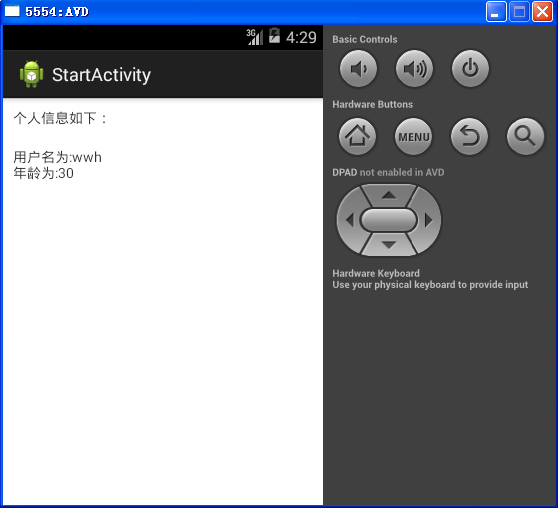 5554:AVD
3G 4:29
StartActivity
个人信息如下：
用户名为:wwh
年龄为:30
Basic Controls
Hardware Buttons
MENU
DPAD not enabled in AVD
Hardware Keyboard
Use your physical keyboard to provide input